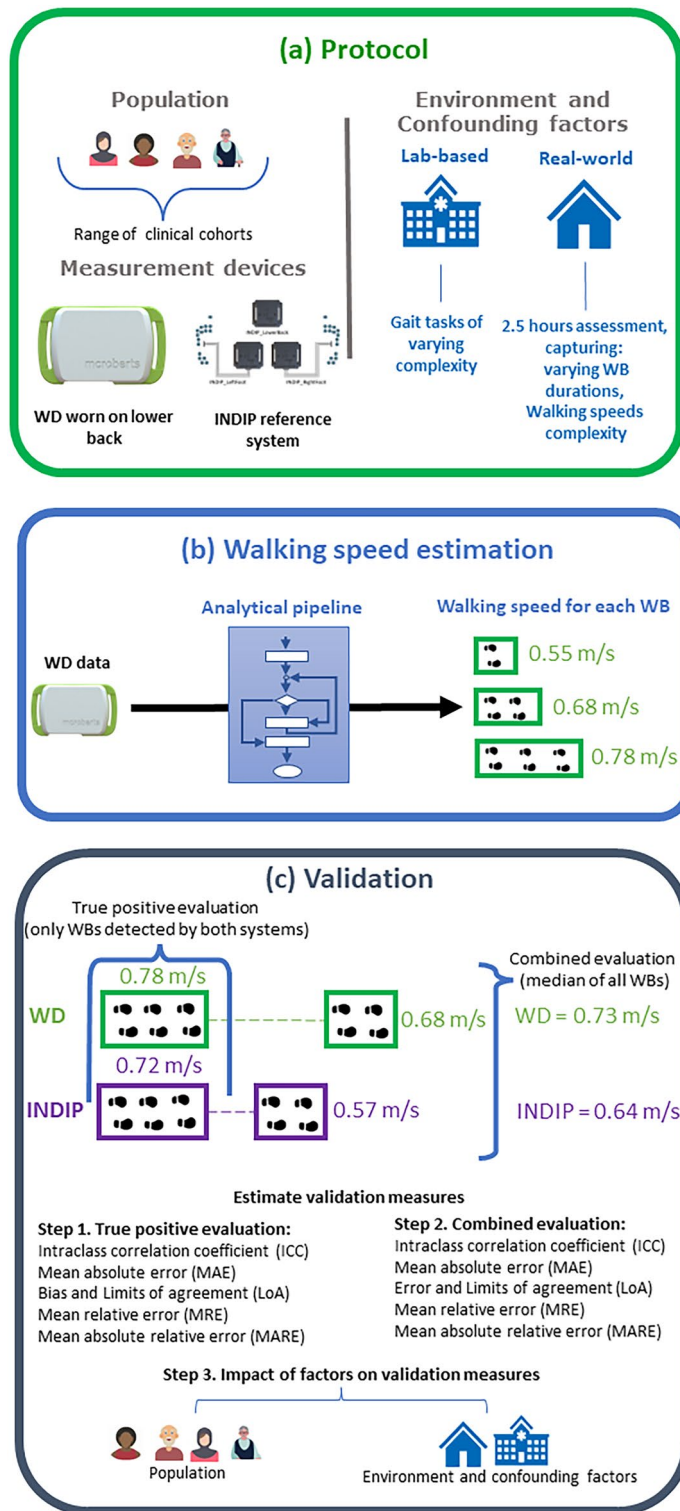 (a) Protocol
Population
Range of clinical cohorts
Measurement devices
mcroberts
WD worn on lower
back
INDIP_LowerBack
INDIP_LeftFoot
INDIP_RightFoot
INDIP reference
system
Environment and
Confounding factors
Lab-based
Gait tasks of
varying
complexity
Real-world
2.5 hours assessment,
capturing:
varying WB
durations,
Walking speeds
complexity
(b) Walking speed estimation
WD data
mcroberts
Analytical pipeline
Walking speed for each WB
0.55 m/s
0.68 m/s
0.78 m/s
(c) Validation
True positive evaluation
(only WBs detected by both systems)
0.78 m/s
WD
0.68 m/s
0.72 m/s
INDIP
0.57 m/s
Combined evaluation
(median of all WBs)
WD = 0.73 m/s
INDIP = 0.64 m/s
Estimate validation measures
Step 1. True positive evaluation:
Intraclass correlation coefficient (ICC)
Mean absolute error (MAE)
Bias and Limits of agreement (LoA)
Mean relative error (MRE)
Mean absolute relative error (MARE)
Step 2. Combined evaluation:
Intraclass correlation coefficient (ICC)
Mean absolute error (MAE)
Error and Limits of agreement (LoA)
Mean relative error (MRE)
Mean absolute relative error (MARE)
Step 3. Impact of factors on validation measures
Population
Environment and confounding factors